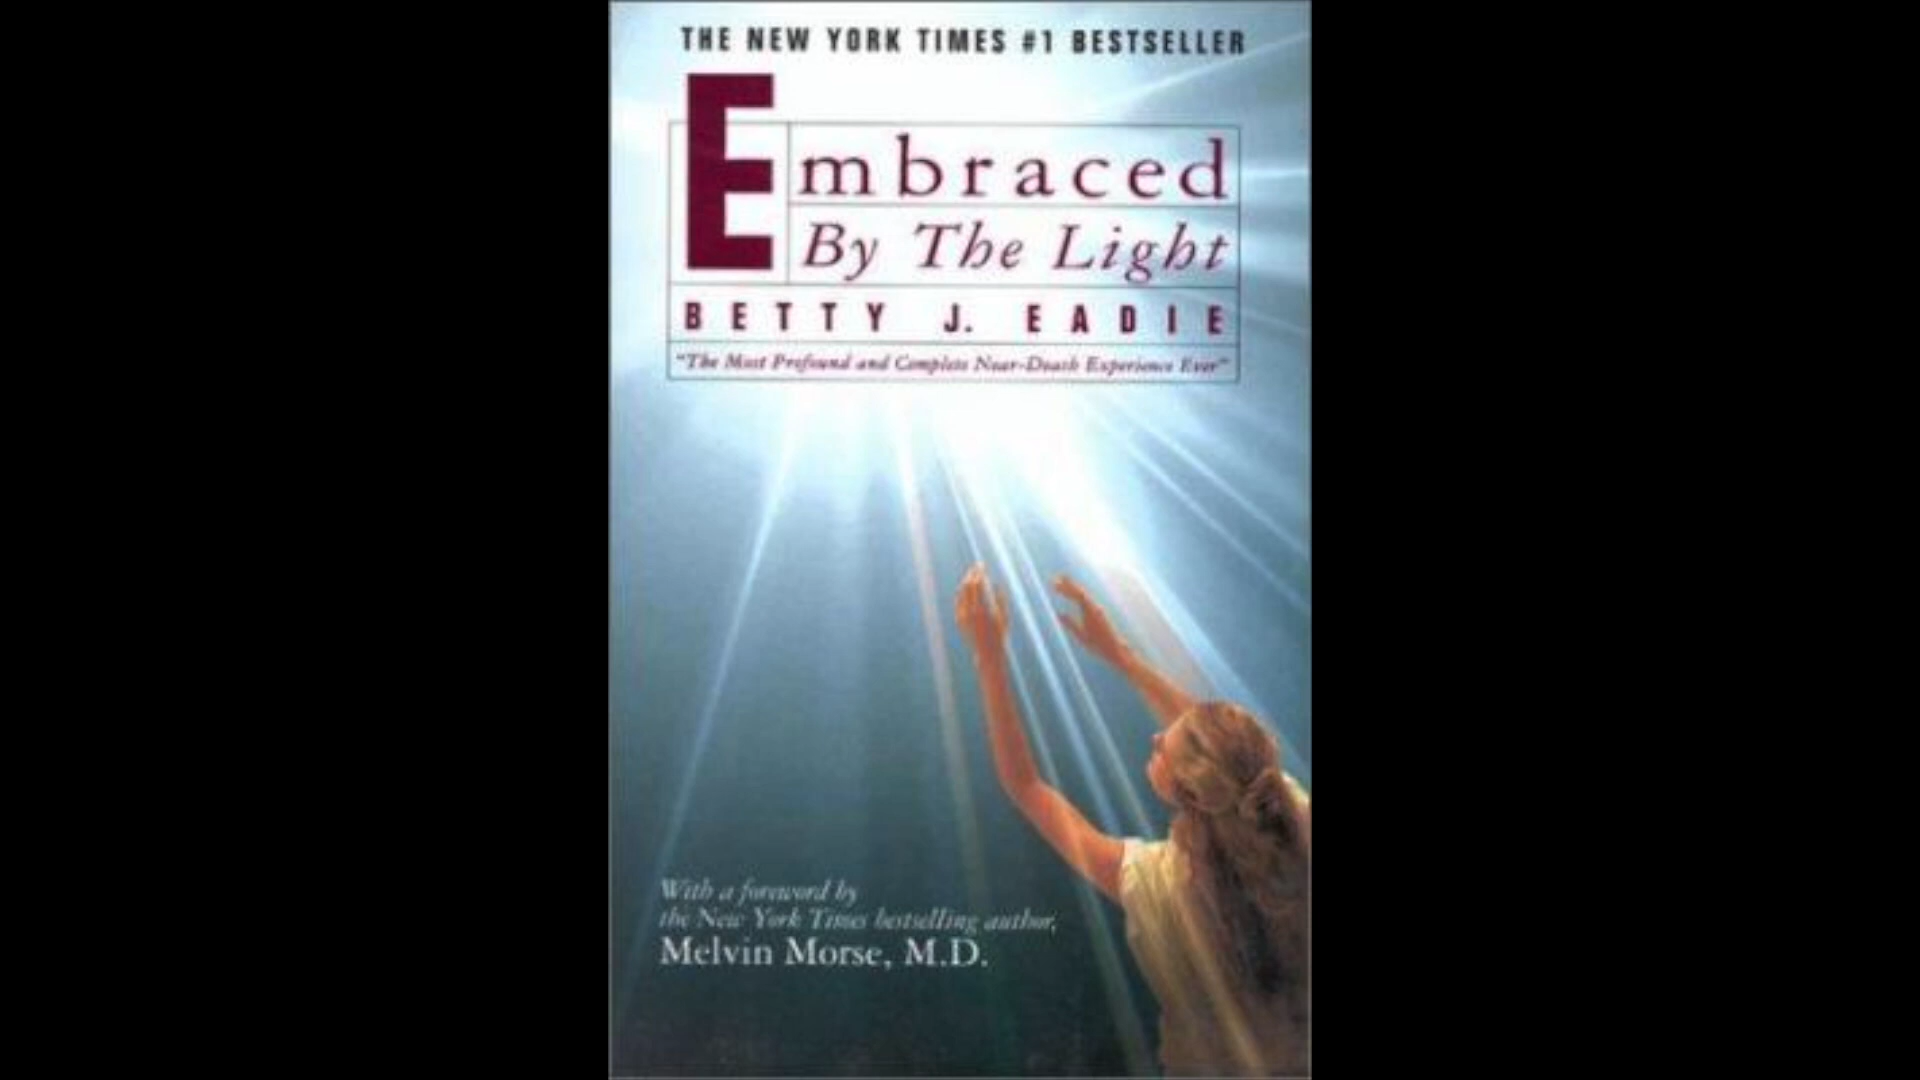 THE NEW YORK TIMES #1 BESTSELLER
Embraced
By The Light
BETTY J. EADIE
"The Most Profound and Complete Near-Death Experience Ever"
With a foreword by
the New York Times bestselling author,
Melvin Morse, M.D.